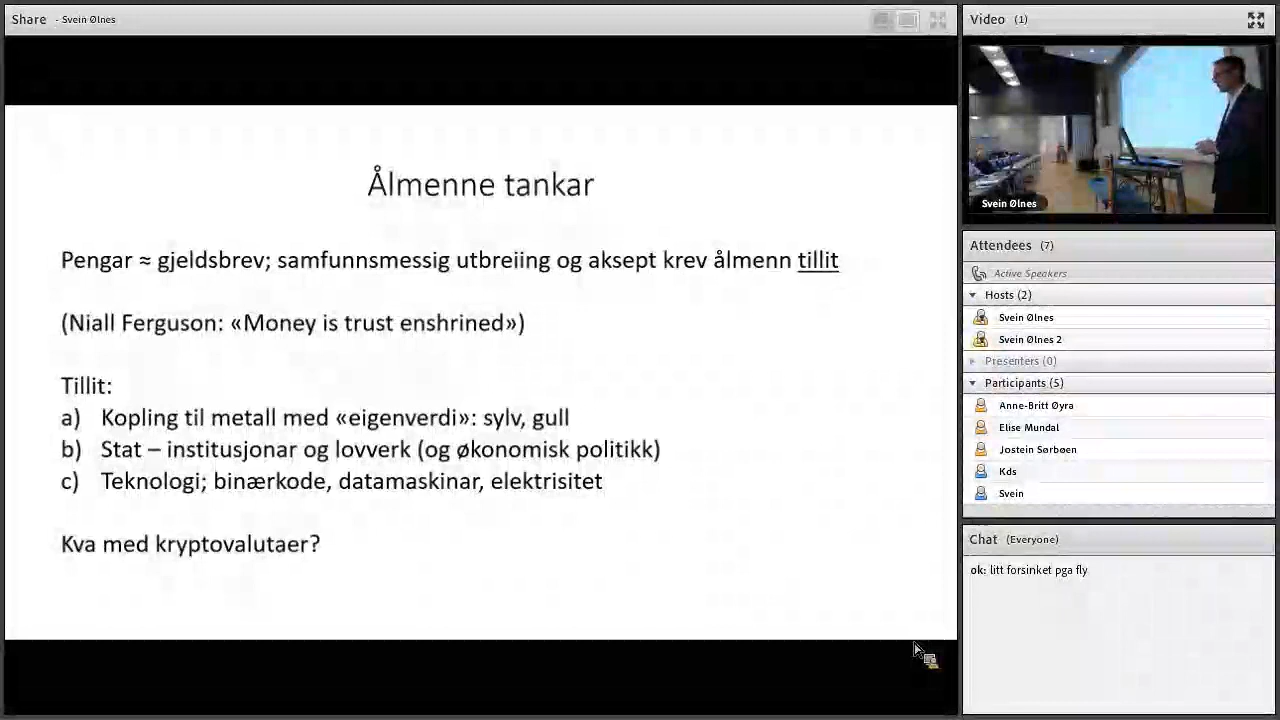 Share - Svein Ølnes
Ålmenne tankar
Pengar ≈ gjeldsbrev; samfunnsmessig utbreiing og aksept krev ålmenn tillit
(Niall Ferguson: «Money is trust enshrined»)
Tillit:
a) Kopling til metall med «eigenverdi»: sylv, gull
b) Stat – institusjonar og lovverk (og økonomisk politikk)
c) Teknologi; binærkode, datamaskinar, elektrisitet
Kva med kryptovalutaer?
Video (1)
Svein Ølnes
Attendees (7)
Active Speakers
Hosts (2)
Svein Ølnes
Svein Ølnes 2
Presenters (0)
Participants (5)
Anne-Britt Øyra
Elise Mundal
Jostein Sørbøen
Kds
Svein
Chat (Everyone)
ok: litt forsinket pga fly